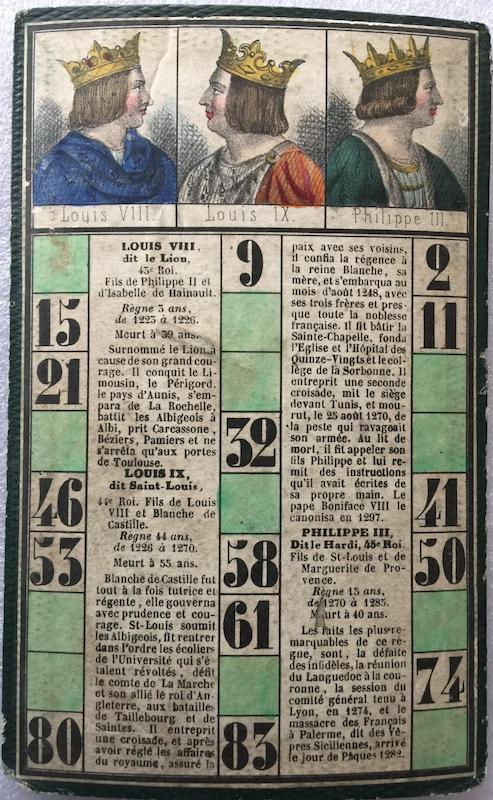 Louis VIII.
Louis IX.
Philippe III.
15
21
46
53
80
LOUIS VIII,
dit le Lion,
43e Roi.
Fils de Philippe II et
d'Isabelle de Hainault.
Règne 3 ans,
de 1223 à 1226.
Meurt à 39 ans.
Surnommé le Lion à
cause de son grand cou-
rage. Il conquit le Li-
mousin, le Périgord,
le pays d'Aunis, s'em-
para de La Rochelle,
battit les Albigeois à
Albi, prit Carcassone,
Béziers, Pamiers et ne
s'arrêta qu'aux portes
de Toulouse.
LOUIS IX,
dit Saint-Louis,
44e Roi. Fils de Louis
VIII et Blanche de
Castille.
Règne 44 ans,
de 1226 à 1270.
Meurt à 55 ans.
Blanche de Castille fut
tout à la fois tutrice et
régente, elle gouverna
avec prudence et cou-
rage. St-Louis soumit
les Albigeois, fit rentrer
dans l'ordre les écoliers
de l'Université qui s'é-
taient révoltés, défit
le comte de La Marche
et son allié le roi d'An-
gleterre, aux batailles
de Taillebourg et de
Saintes. Il entreprit
une croisade, et après
avoir réglé les affaires
du royaume, assuré la
9
32
58
61
83
paix avec ses voisins,
il confia la régence à
la reine Blanche, sa
mère, et s'embarqua au
mois d'août 1248, avec
ses trois frères et pres-
que toute la noblesse
française. Il fit bâtir la
Sainte-Chapelle, fonda
l'Eglise et l'Hôpital des
Quinze-Vingts et le col-
lège de la Sorbonne. Il
entreprit une seconde
croisade, mit le siège
devant Tunis, et mou-
rut, le 25 août 1270, de
la peste qui ravageait
son armée. Au lit de
mort, il fit appeler son
fils Philippe et lui re-
mit des instructions
qu'il avait écrites de
sa propre main. Le
pape Boniface VIII le
canonisa en 1297.
PHILIPPE III,
Dit le Hardi, 45e Roi.
Fils de St-Louis et de
Marguerite de Pro-
vence.
Règne 15 ans,
de 1270 à 1285.
Meurt à 40 ans.
Les faits les plus re-
marquables de ce rè-
gne, sont, la défaite
des infidèles, la réunion
du Languedoc à la cou-
ronne, la session du
comité général tenu à
Lyon, en 1274, et le
massacre des Français
à Palerme, dit des Vê-
pres Siciliennes, arrivé
le jour de Pâques 1282.
2
11
41
50
74